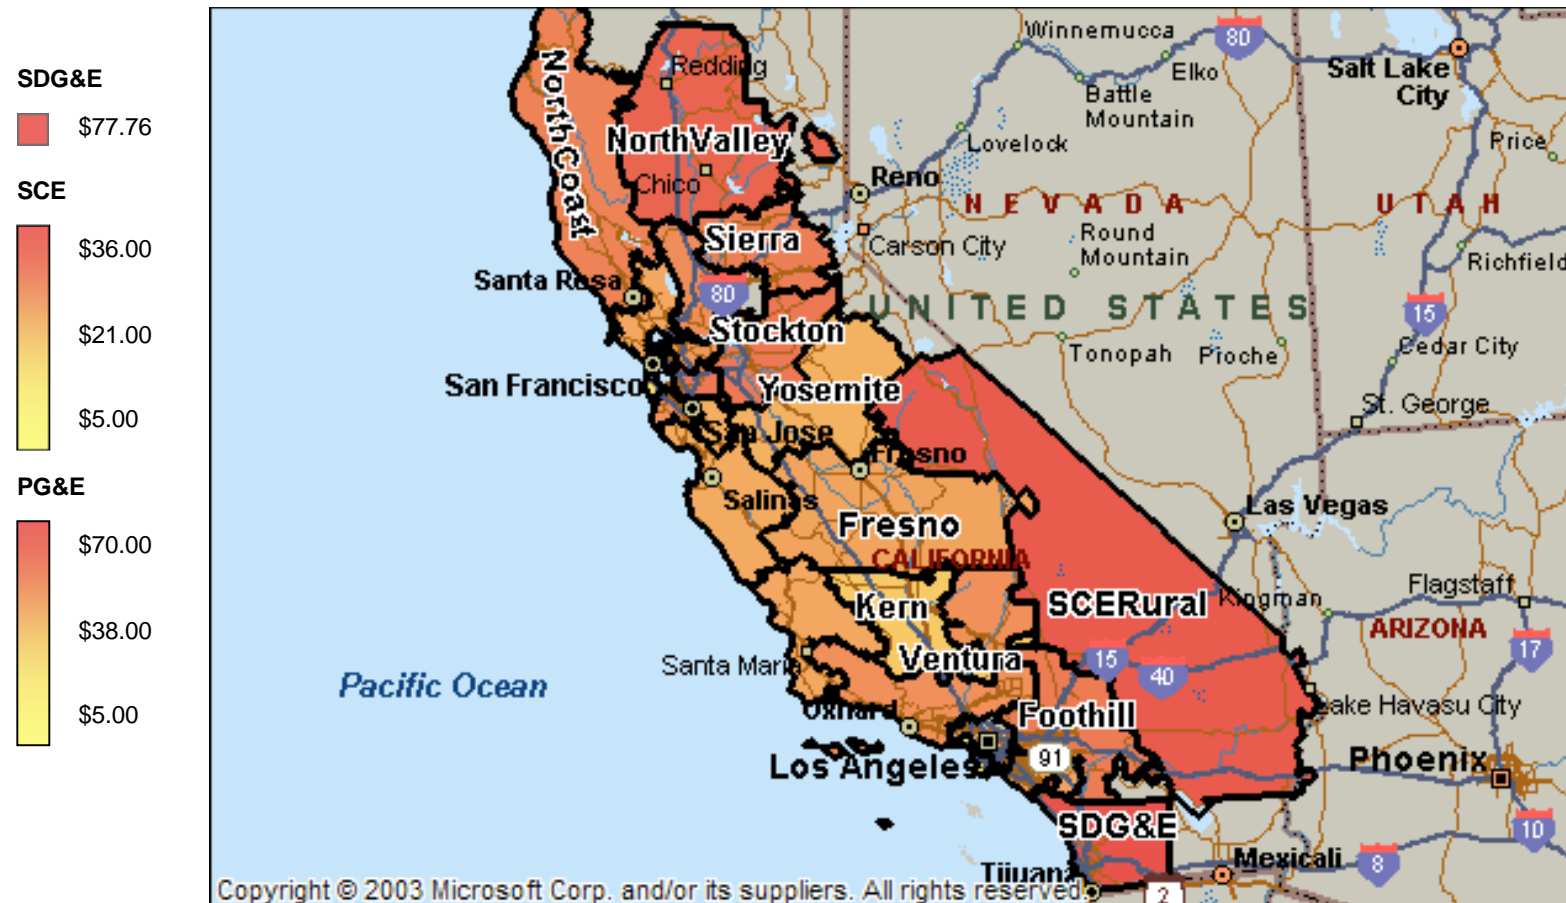 SDG&E
$77.76
SCE
$36.00
$21.00
$5.00
PG&E
$70.00
$38.00
$5.00
Winnemucca
80
Elko
Salt Lake
City
Battle
Mountain
Redding
NorthCoast
NorthValley
Chico
Lovelock
Price
Reno
NEVADA
UTAH
Sierra
Carson City
Round
Mountain
Richfield
Santa Rosa
80
UNITED STATES
15
Stockton
Tonopah
Pioche
Cedar City
San Francisco
Yosemite
St. George
San Jose
Fresno
Salinas
Las Vegas
Fresno
CALIFORNIA
Kern
SCERural
Kingman
Flagstaff
ARIZONA
17
Santa Maria
Ventura
15
40
Pacific Ocean
Oxnard
Foothill
Lake Havasu City
Los Angeles
91
Phoenix
SDG&E
10
Tijuana
Mexicali
8
2
Copyright © 2003 Microsoft Corp. and/or its suppliers. All rights reserved.